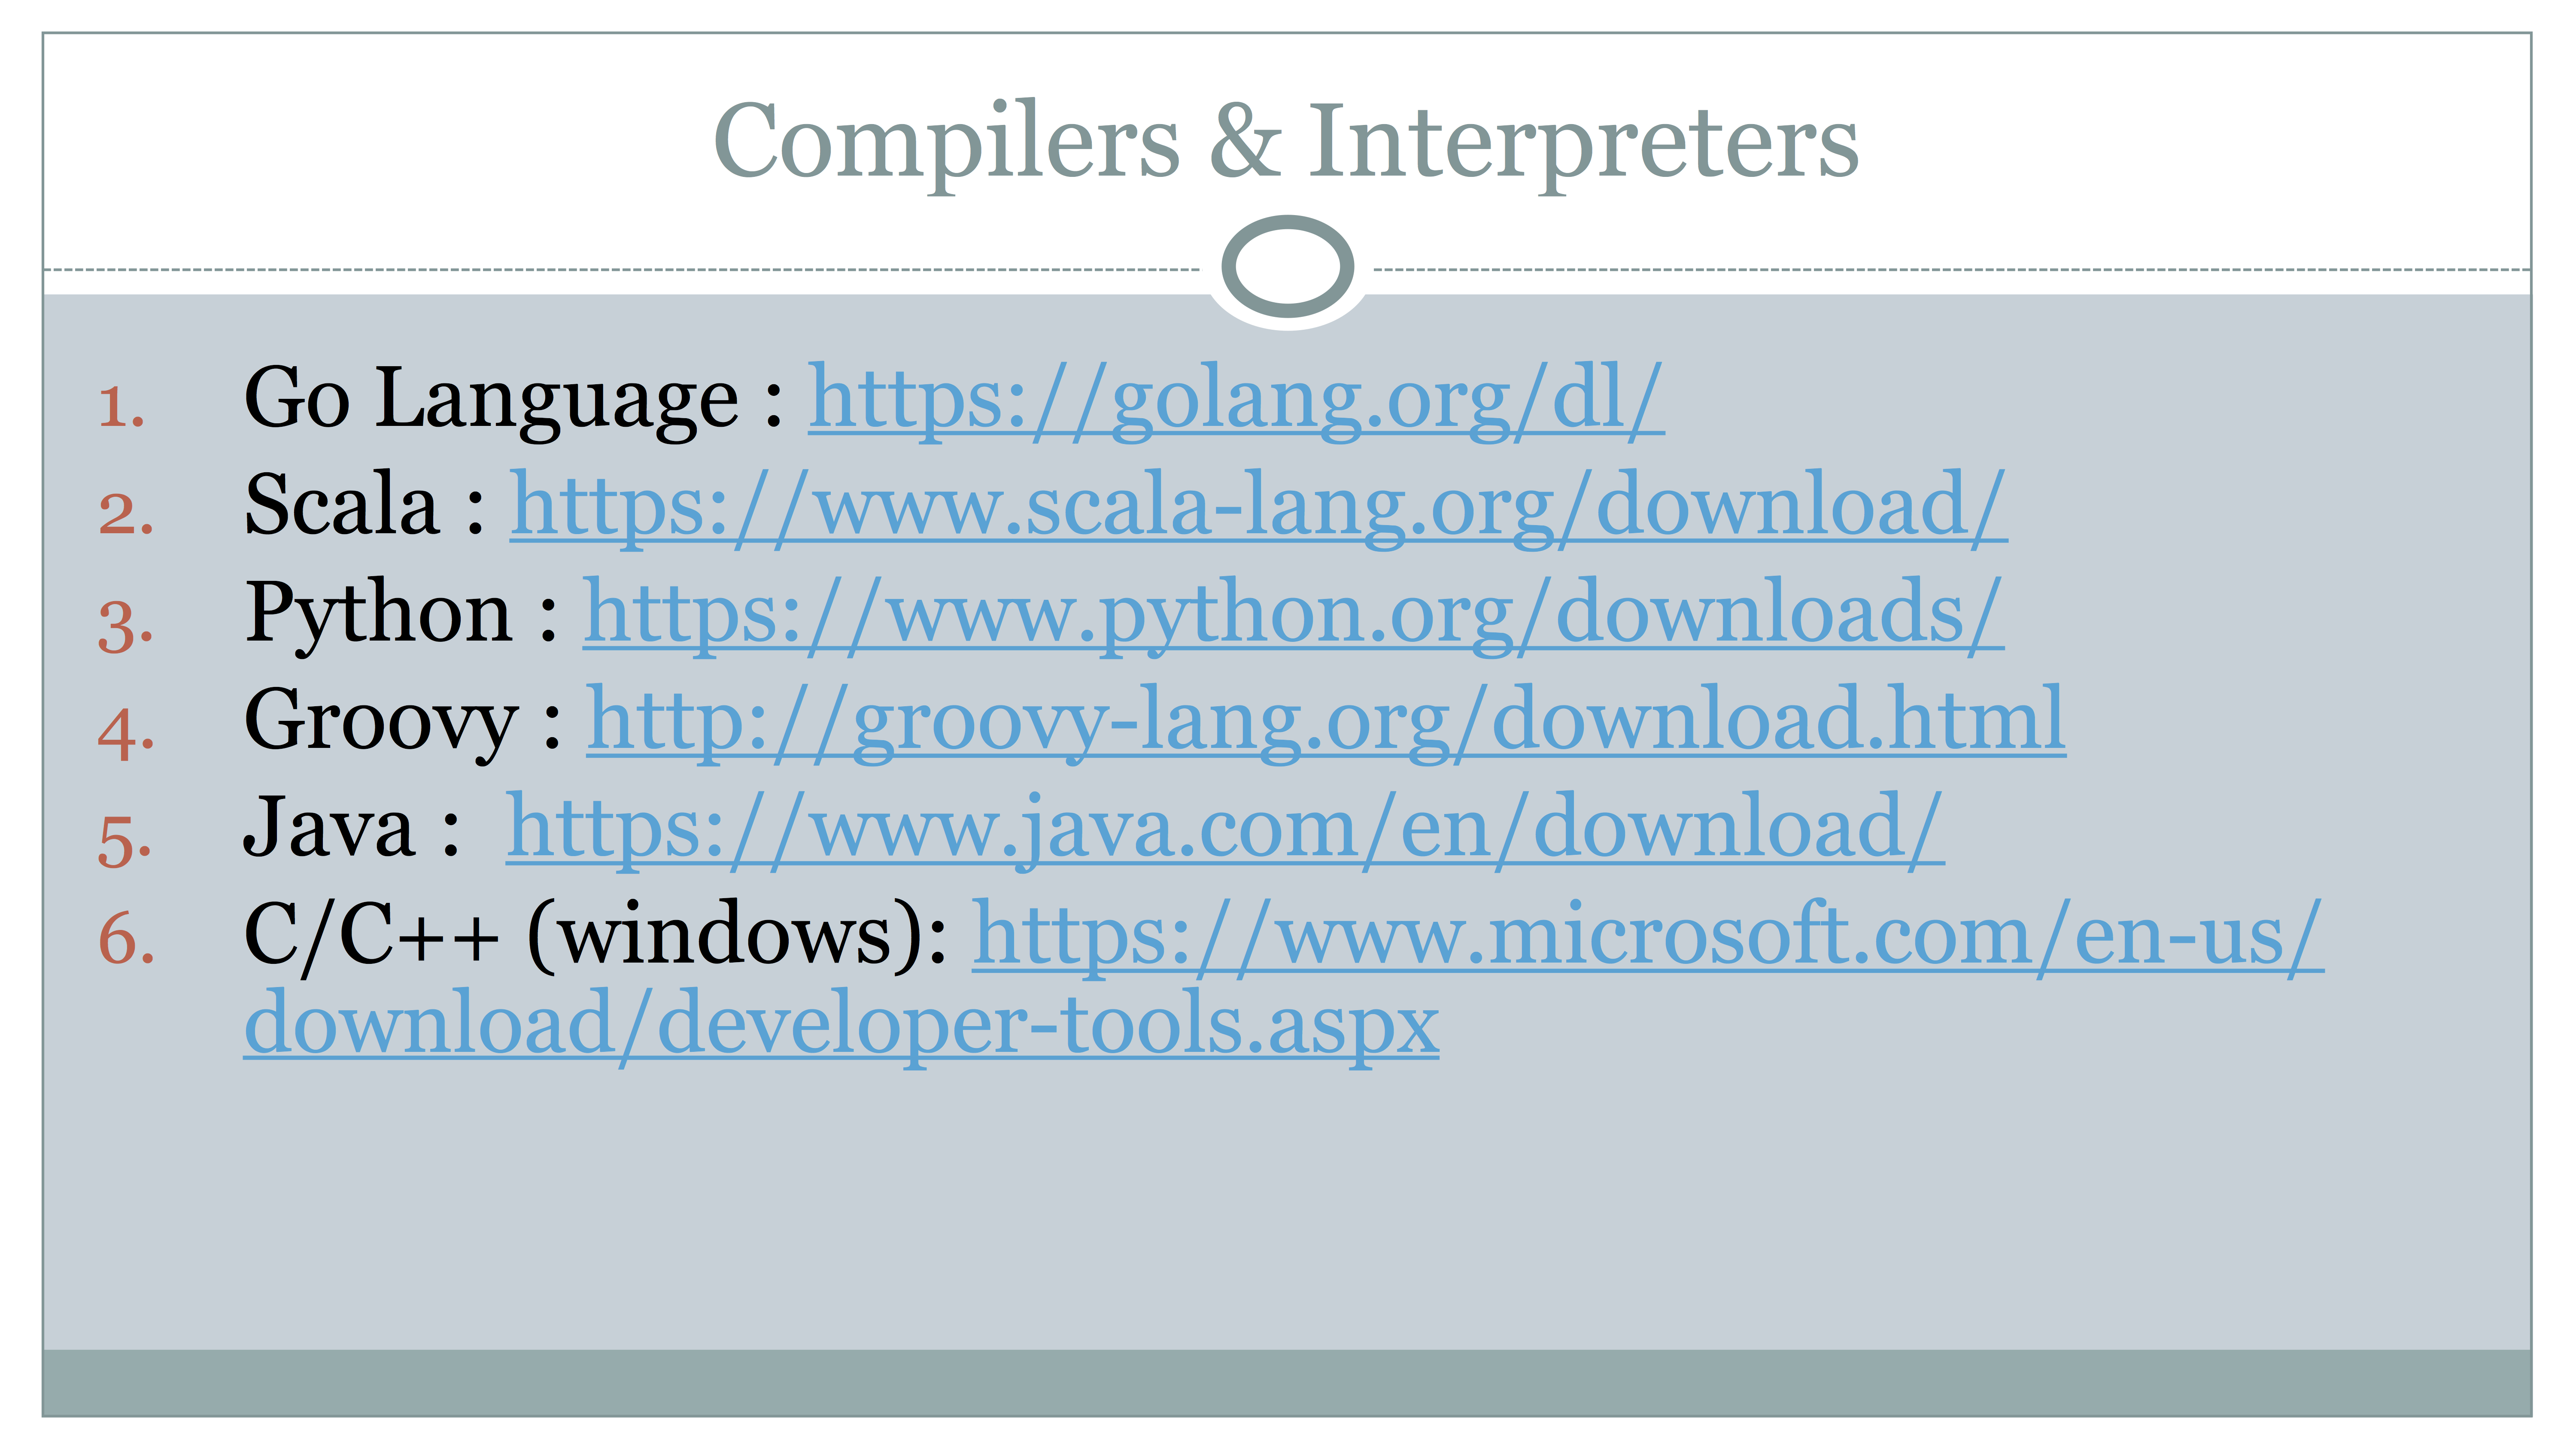 Compilers & Interpreters
1. Go Language : https://golang.org/dl/
2. Scala : https://www.scala-lang.org/download/
3. Python : https://www.python.org/downloads/
4. Groovy : http://groovy-lang.org/download.html
5. Java :  https://www.java.com/en/download/
6. C/C++ (windows): https://www.microsoft.com/en-us/
download/developer-tools.aspx